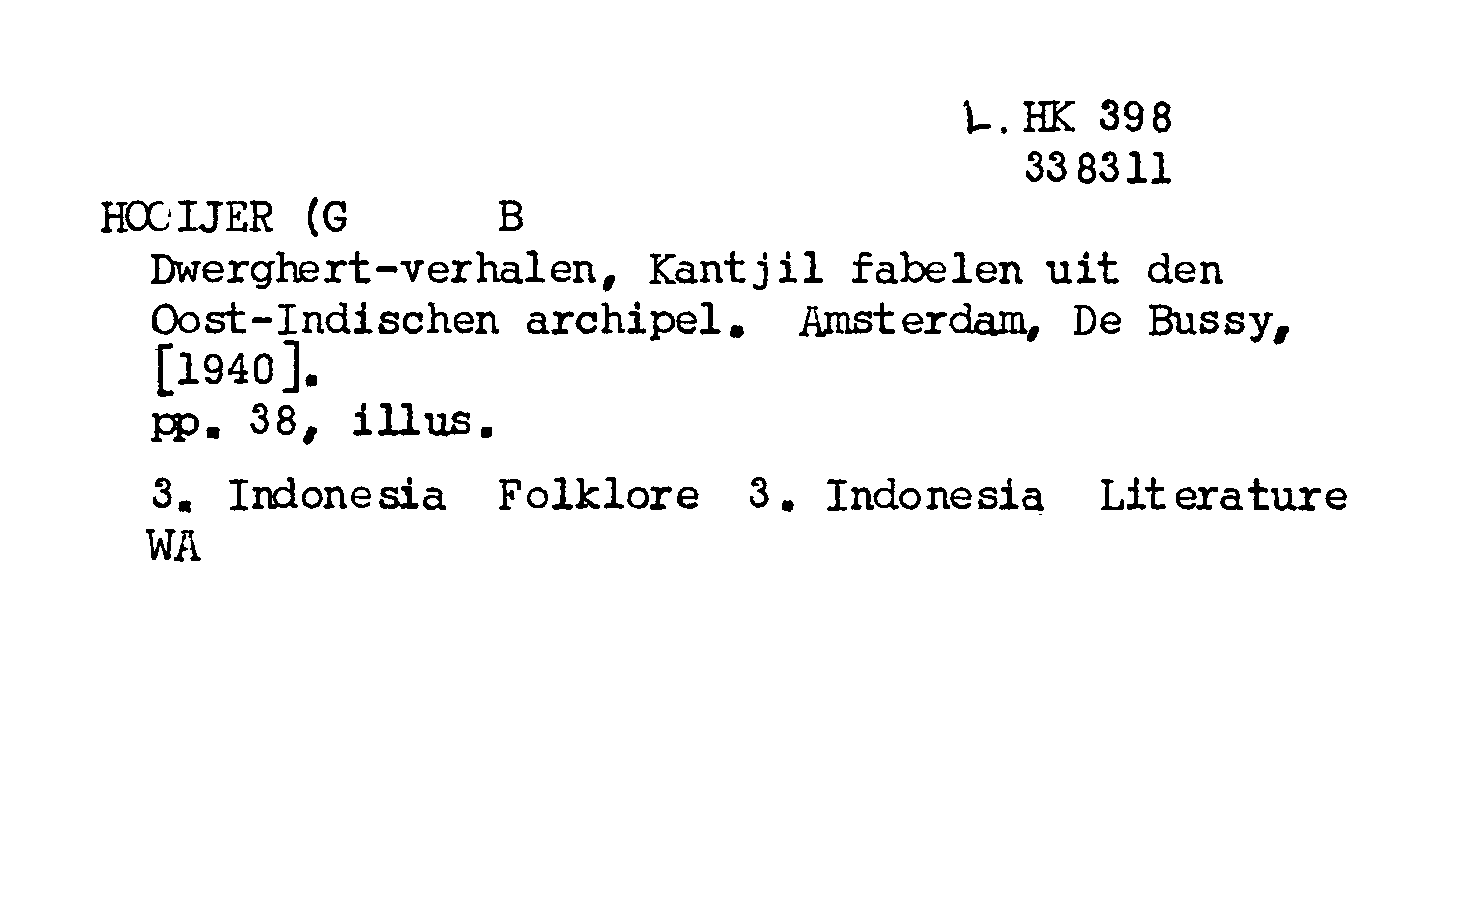 L. HK 398
338311
HOOIJER (G B
Dwerghert-verhalen, Kantjil fabelen uit den
Oost-Indischen archipel. Amsterdam, De Bussy,
[1940].
pp. 38, illus.
3. Indonesia Folklore 3. Indonesia Literature
WA